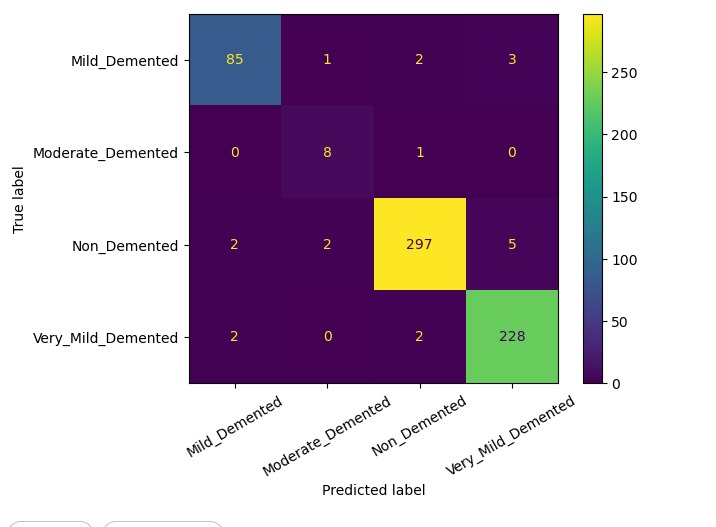 Mild_Demented 85 1 2 3
Moderate_Demented 0 8 1 0
Non_Demented 2 2 297 5
Very_Mild_Demented 2 0 2 228
True label
Mild_Demented
Moderate_Demented
Non_Demented
Very_Mild_Demented
Predicted label
250
200
150
100
50
0